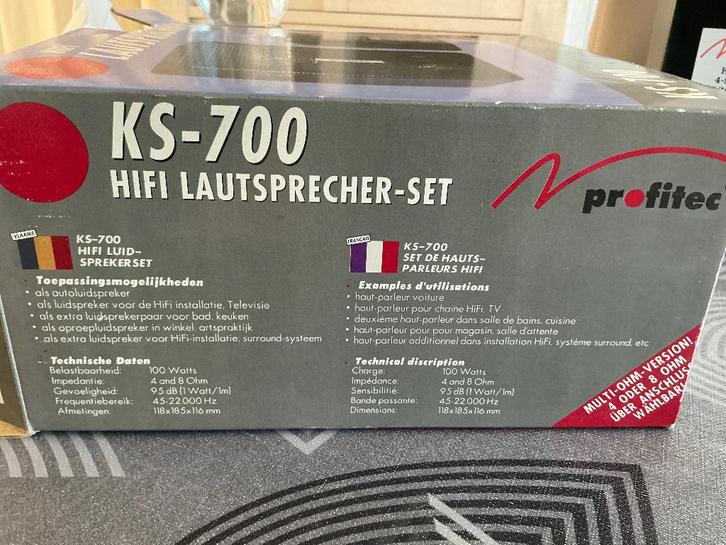 KS-700
HIFI LAUTSPRECHER-SET
profitec
VLAAMS
KS-700
HIFI LUID-
SPREKERSET
Toepassingsmogelijkheden
• als autoluidspreker
• als luidspreker voor de HiFi installatie, Televisie
• als extra luidsprekerpaar voor bad, keuken
• als oproepluidspreker in winkel, artspraktijk
• als extra luidspreker voor HiFi-installatie, surround-systeem
Technische Daten
Belastbaarheid: 100 Watts
Impedantie: 4 and 8 Ohm
Gevoeligheid: 95 dB (1 Watt/1m)
Frequentiebereik: 45-22 000 Hz
Afmetingen: 118x185x116 mm
FRANCAIS
KS-700
SET DE HAUTS-
PARLEURS HIFI
Examples d'utilisations
• haut-parleur voiture
• haut-parleur pour chaine HiFi, TV
• deuxième haut-parleur dans salle de bains, cuisine
• haut-parleur pour pour magasin, salle d'attente
• haut-parleur additionnel dans installation HiFi, système surround, etc
Technical discription
Charge: 100 Watts
Impédance: 4 and 8 Ohm
Sensibilitié: 95 dB (1 Watt/1m)
Bande passante: 45-22 000 Hz
Dimensions: 118x185x116 mm
MULTI-OHM-VERSION!
4 ODER 8 OHM
ÜBER ANSCHLUSS
WÄHLBAR!